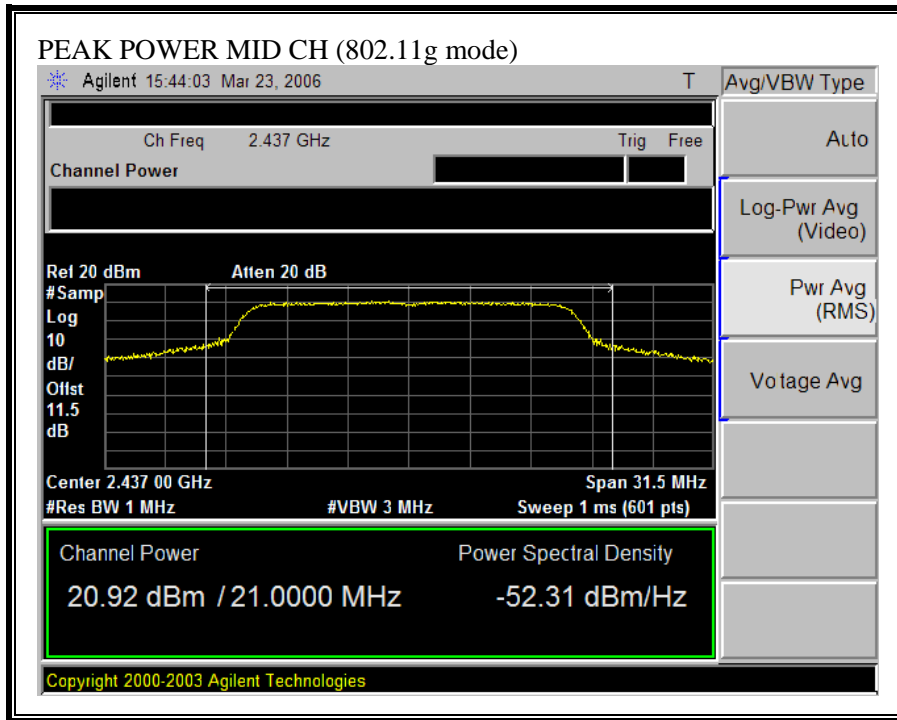 PEAK POWER MID CH (802.11g mode)
Agilent 15:44:03 Mar 23, 2006 T Avg/VBW Type
Ch Freq 2.437 GHz Trig Free
Channel Power
Auto
Log-Pwr Avg
(Video)
Pwr Avg
(RMS)
Vo tage Avg
Ref 20 dBm Atten 20 dB
#Samp
Log
10
dB/
Offst
11.5
dB
Center 2.437 00 GHz Span 31.5 MHz
#Res BW 1 MHz #VBW 3 MHz Sweep 1 ms (601 pts)
Channel Power Power Spectral Density
20.92 dBm / 21.0000 MHz -52.31 dBm/Hz
Copyright 2000-2003 Agilent Technologies